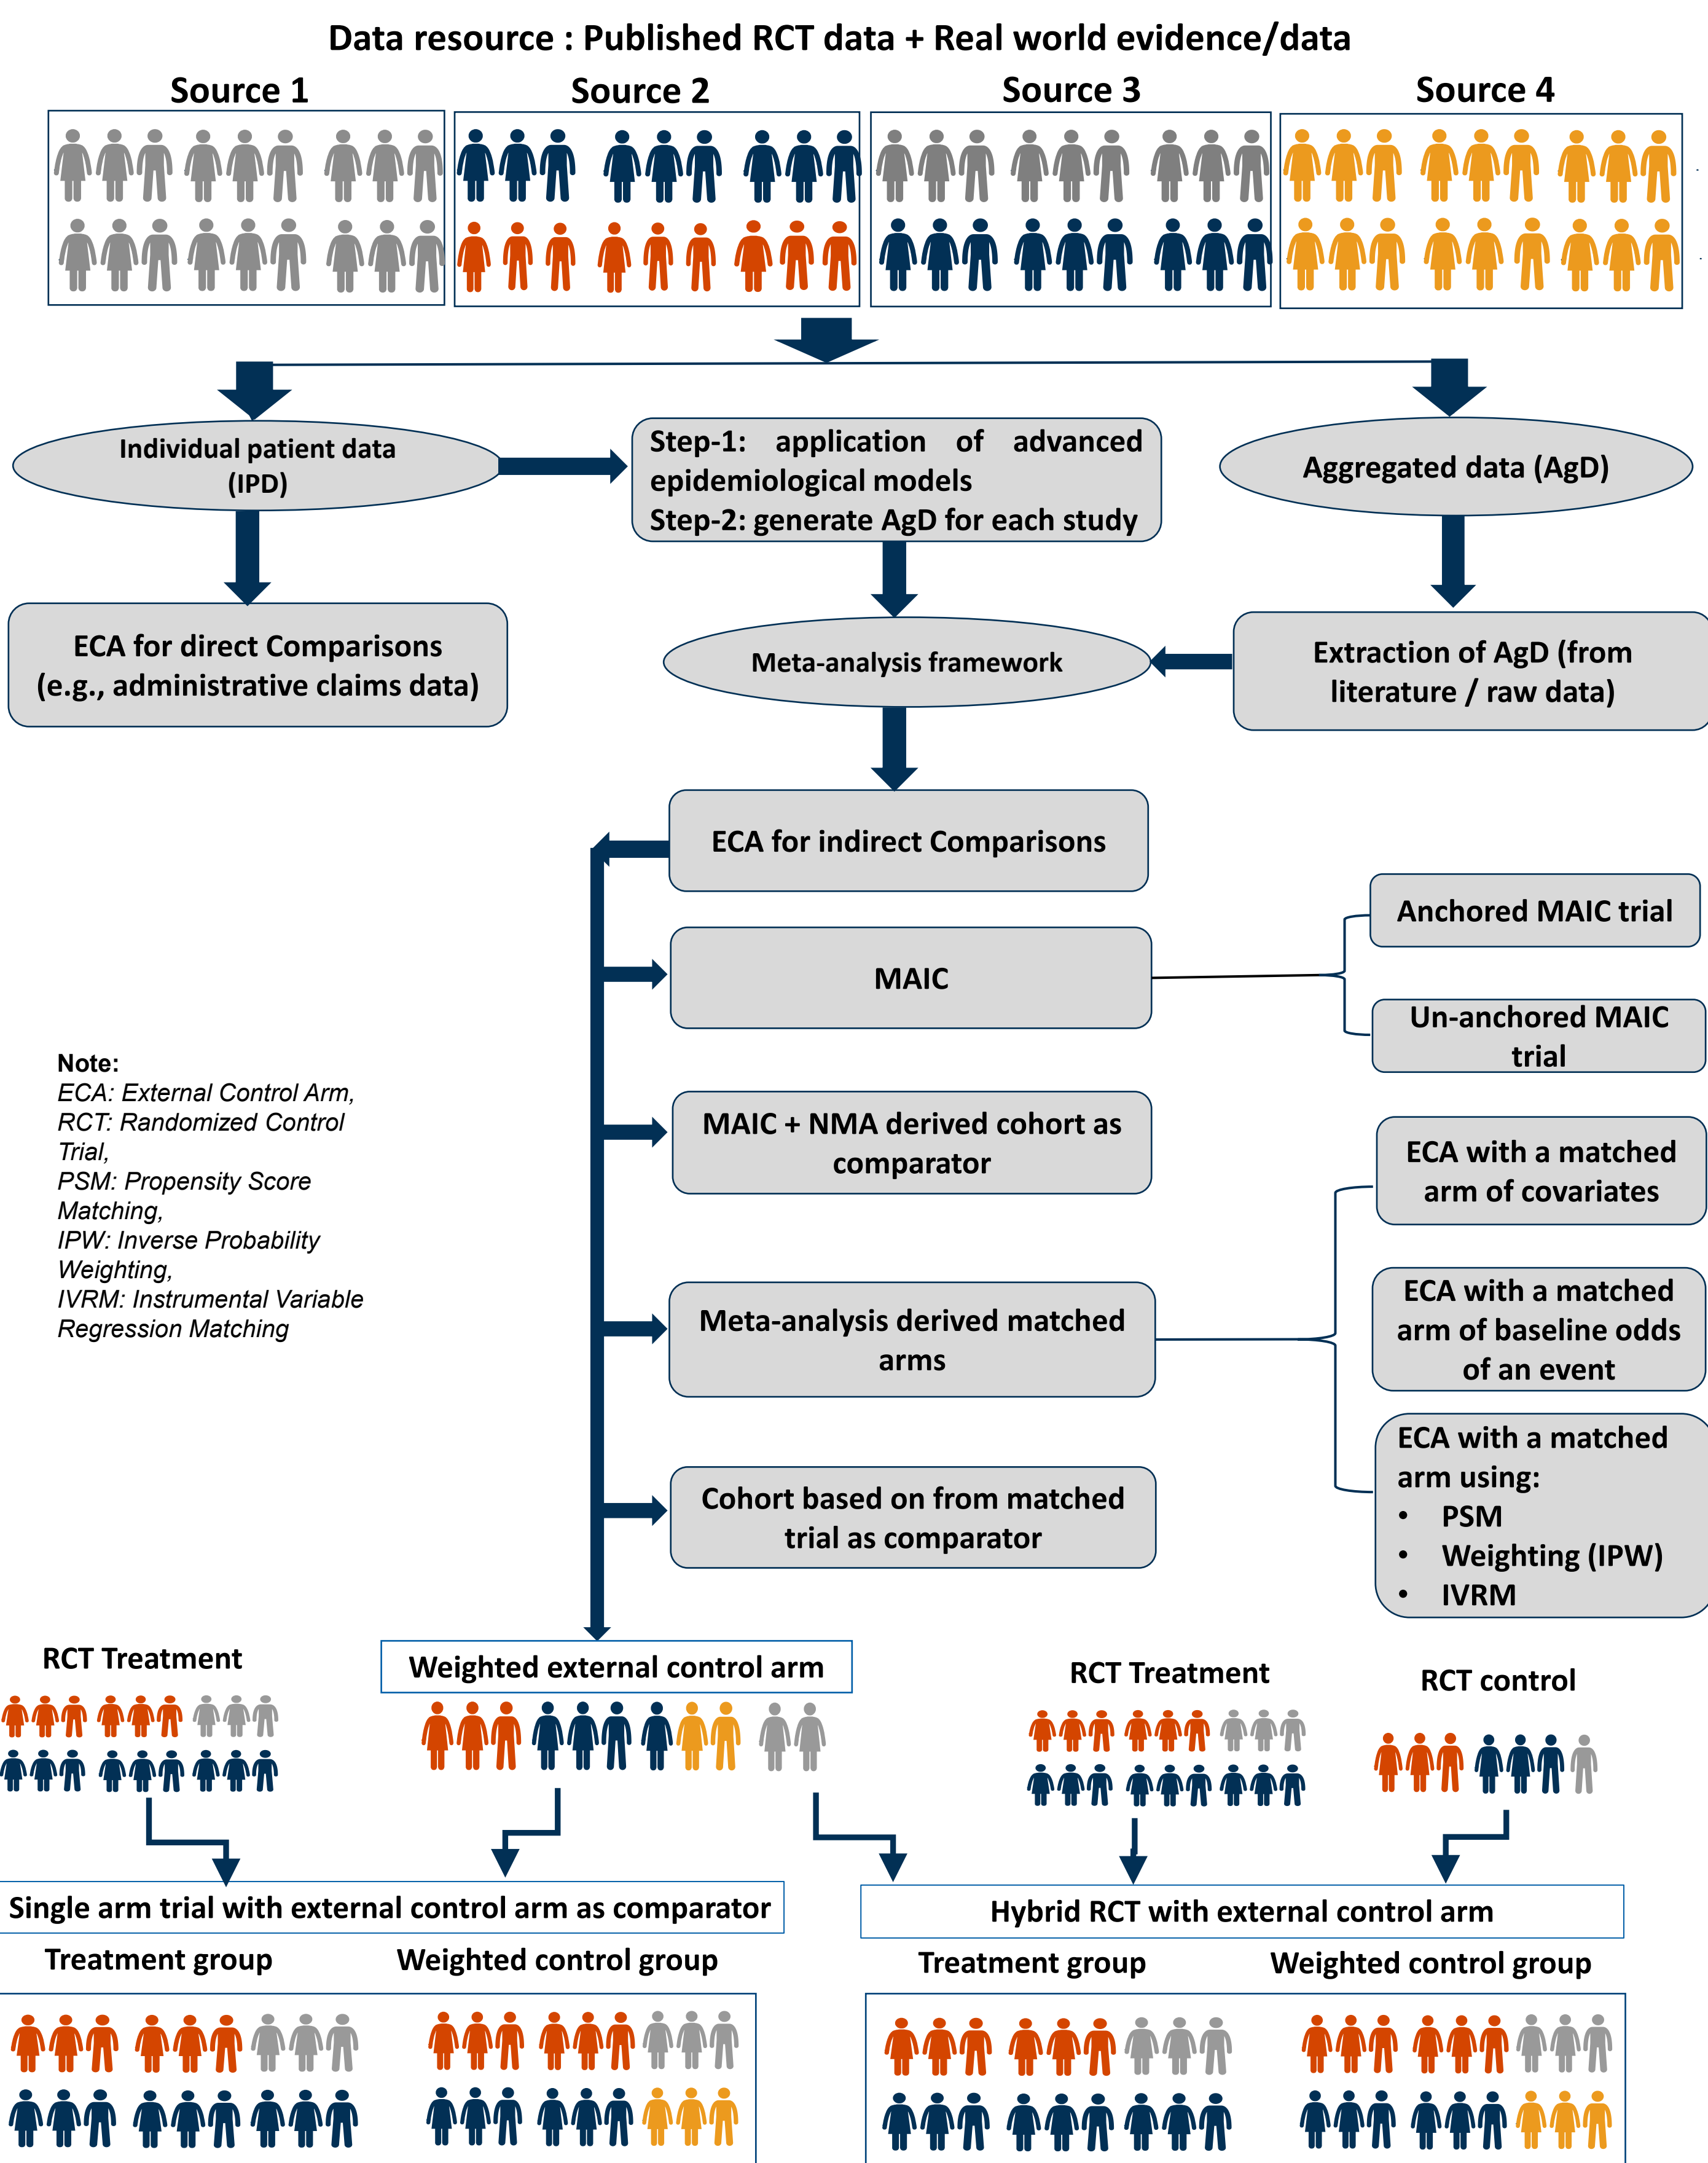 Data resource : Published RCT data + Real world evidence/data
Source 1
Source 2
Source 3
Source 4
Individual patient data
(IPD)
Step-1: application of advanced
epidemiological models
Step-2: generate AgD for each study
Aggregated data (AgD)
ECA for direct Comparisons
(e.g., administrative claims data)
Meta-analysis framework
Extraction of AgD (from
literature / raw data)
ECA for indirect Comparisons
MAIC
Anchored MAIC trial
Un-anchored MAIC
trial
Note:
ECA: External Control Arm,
RCT: Randomized Control
Trial,
PSM: Propensity Score
Matching,
IPW: Inverse Probability
Weighting,
IVRM: Instrumental Variable
Regression Matching
MAIC + NMA derived cohort as
comparator
Meta-analysis derived matched
arms
ECA with a matched
arm of covariates
ECA with a matched
arm of baseline odds
of an event
ECA with a matched
arm using:
• PSM
• Weighting (IPW)
• IVRM
Cohort based on from matched
trial as comparator
RCT Treatment
Weighted external control arm
RCT Treatment
RCT control
Single arm trial with external control arm as comparator
Hybrid RCT with external control arm
Treatment group
Weighted control group
Treatment group
Weighted control group